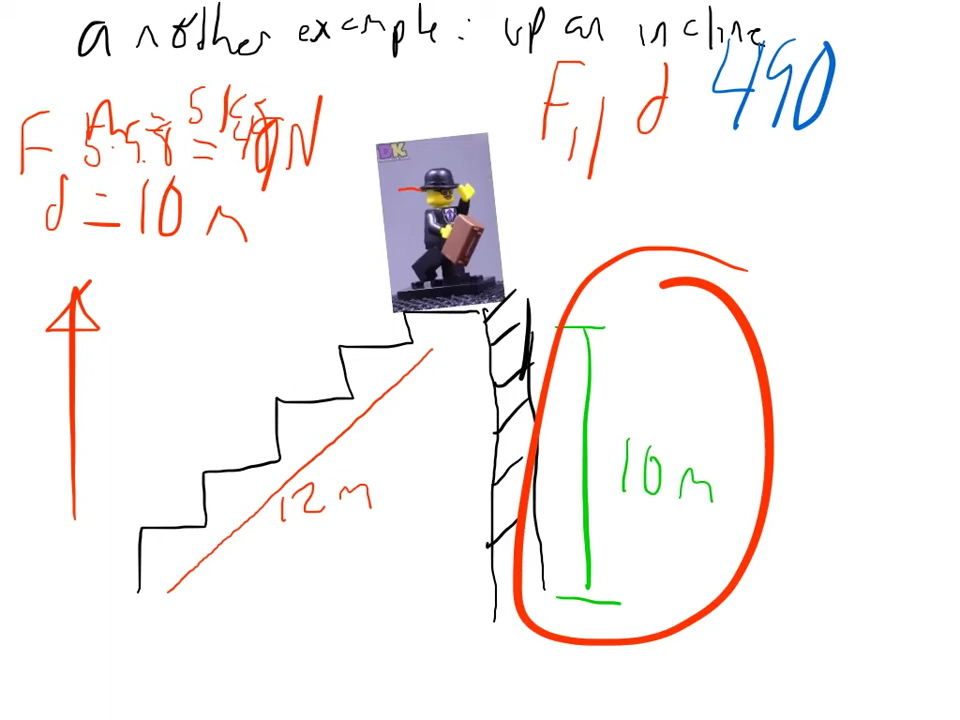 another example: up an incline
F || d 490
F
d = 10 m
DK
12 m
10 m